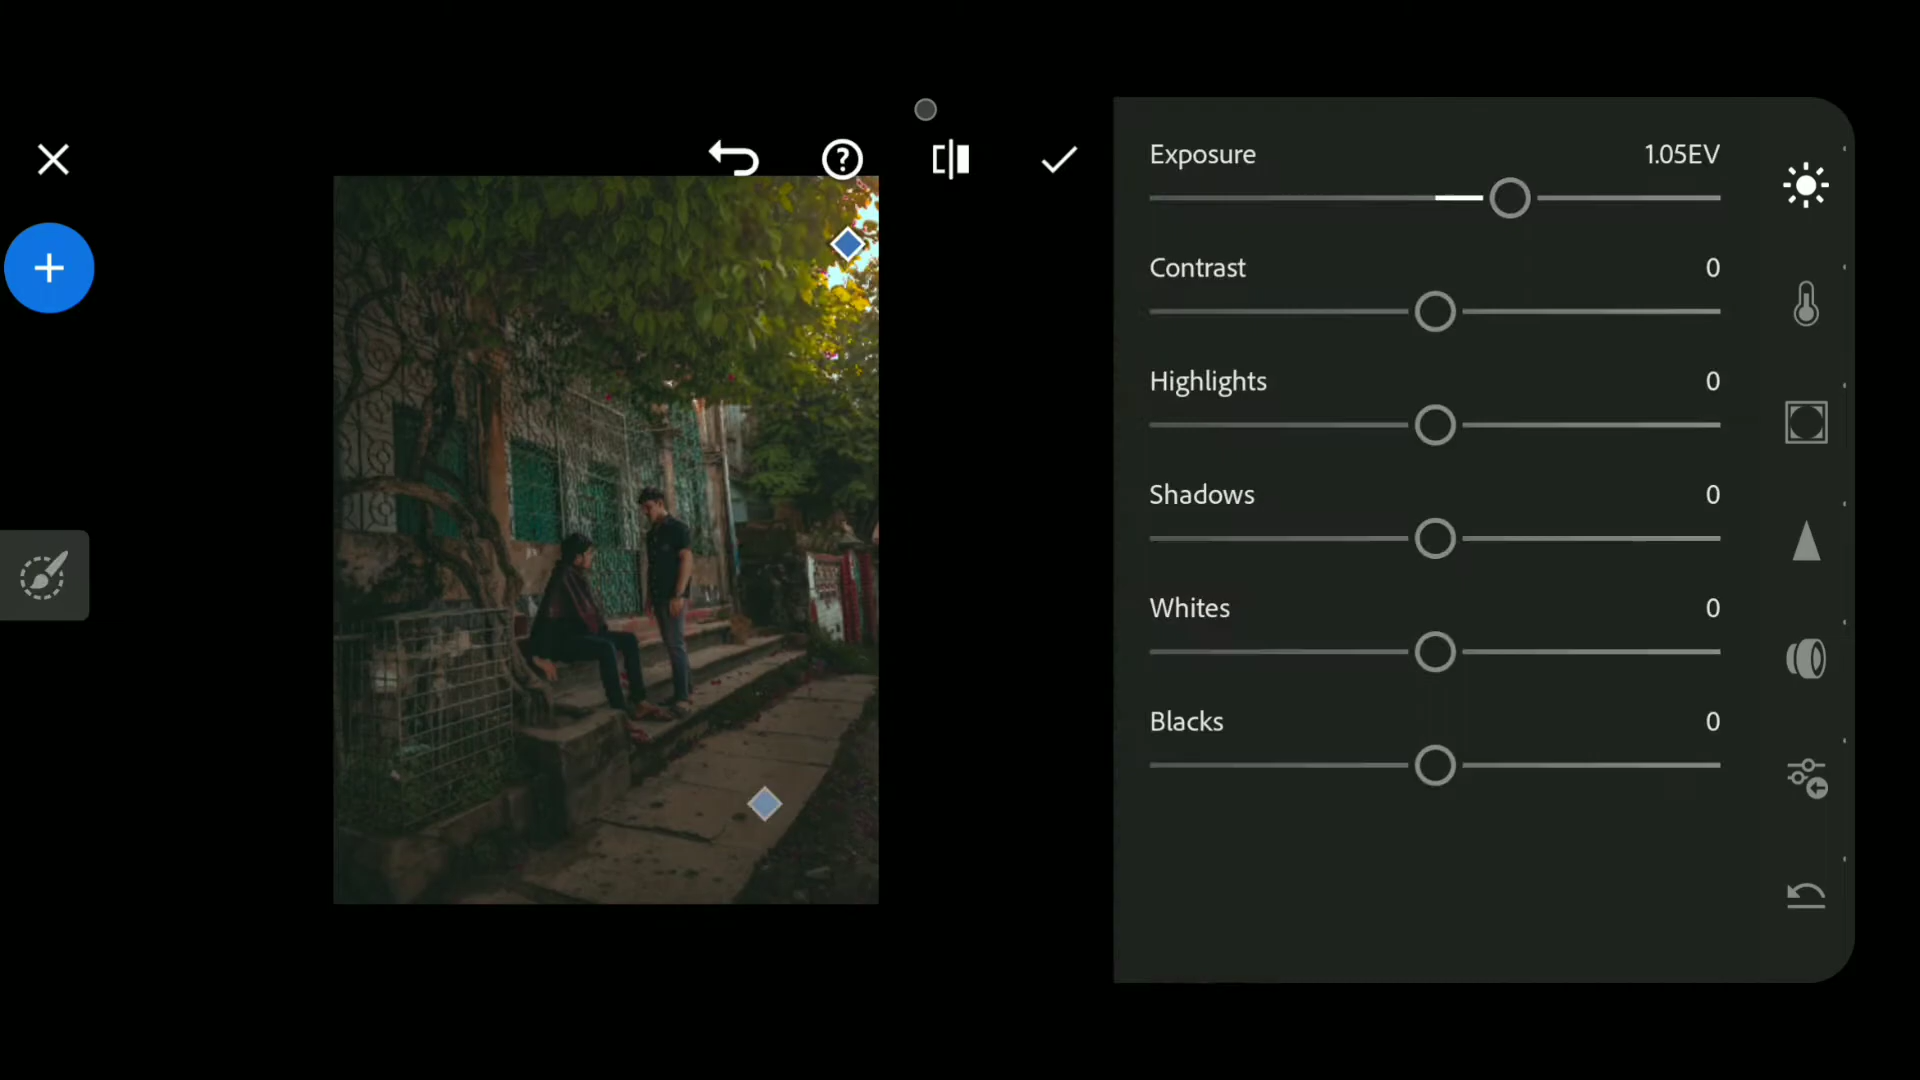 Exposure 1.05EV
Contrast 0
Highlights 0
Shadows 0
Whites 0
Blacks 0